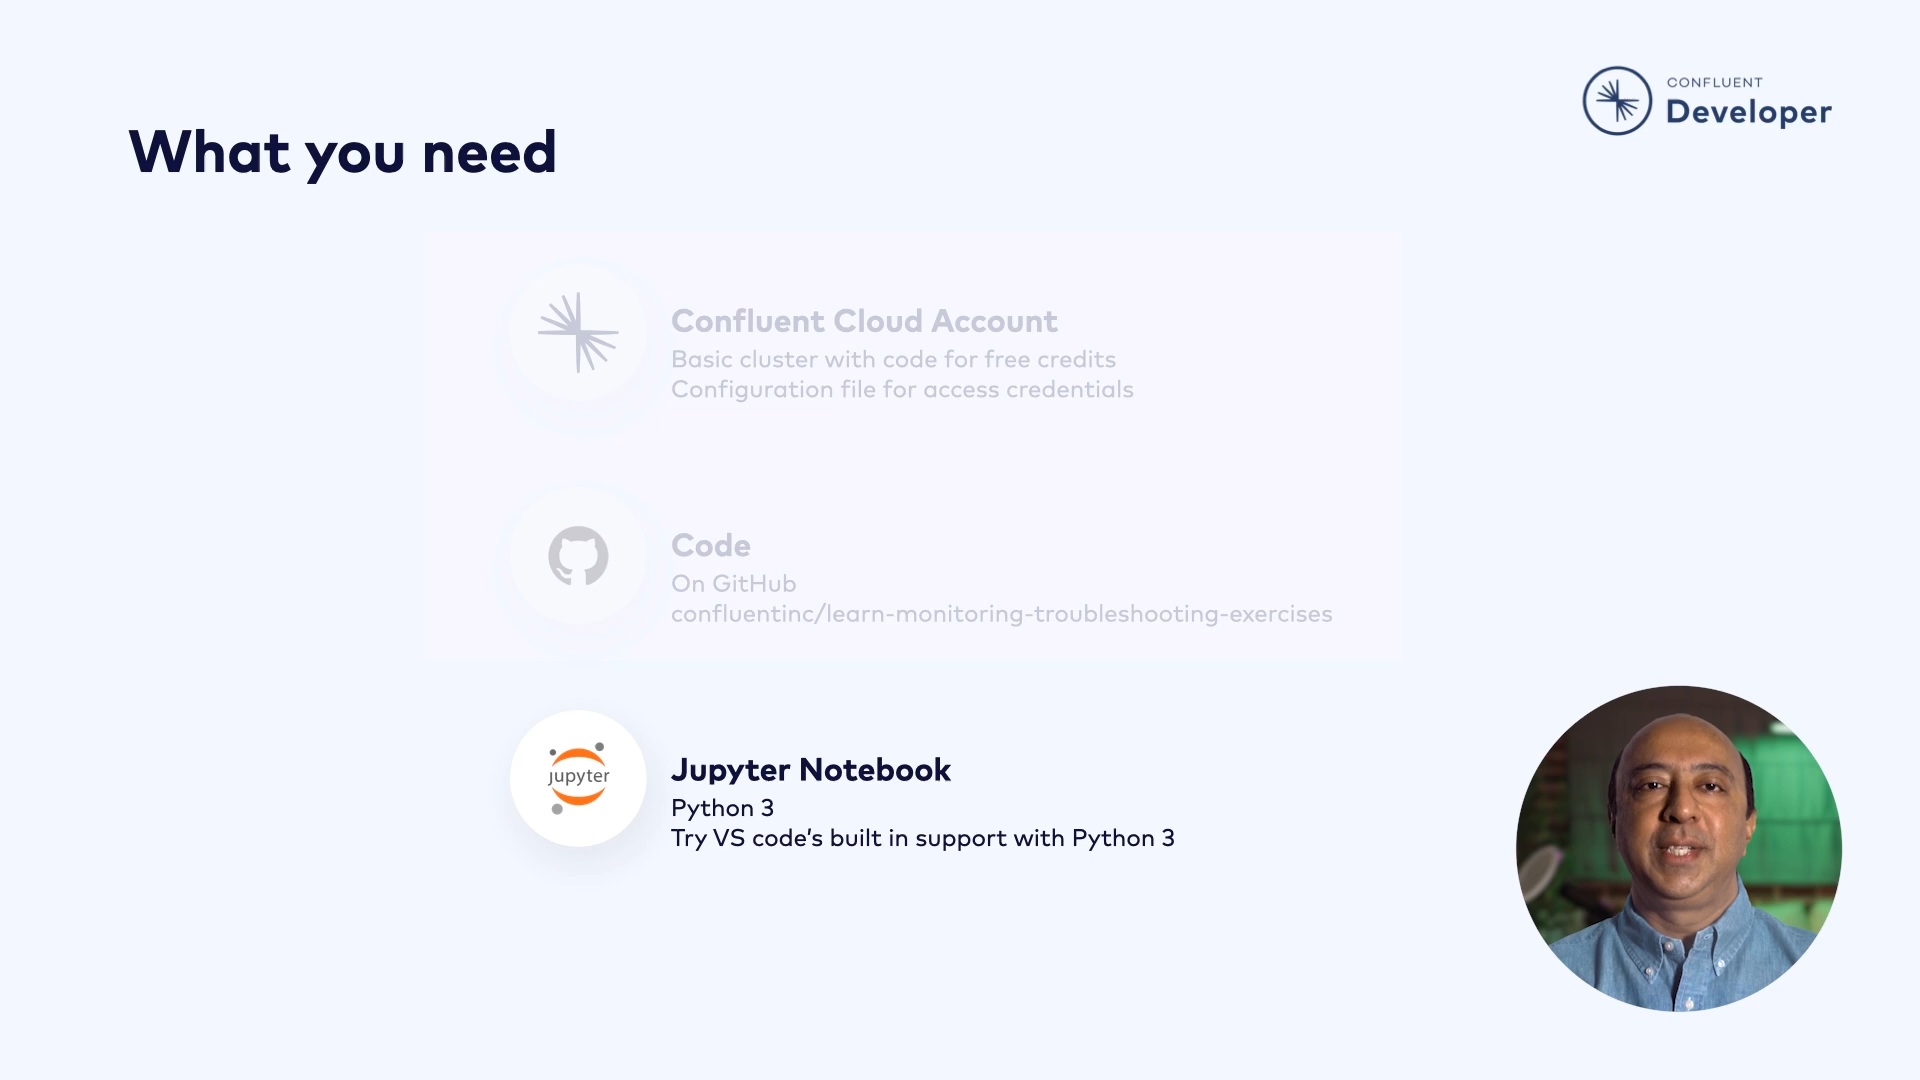 CONFLUENT
Developer
What you need
Confluent Cloud Account
Basic cluster with code for free credits
Configuration file for access credentials
Code
On GitHub
confluentinc/learn-monitoring-troubleshooting-exercises
jupyter
Jupyter Notebook
Python 3
Try VS code's built in support with Python 3